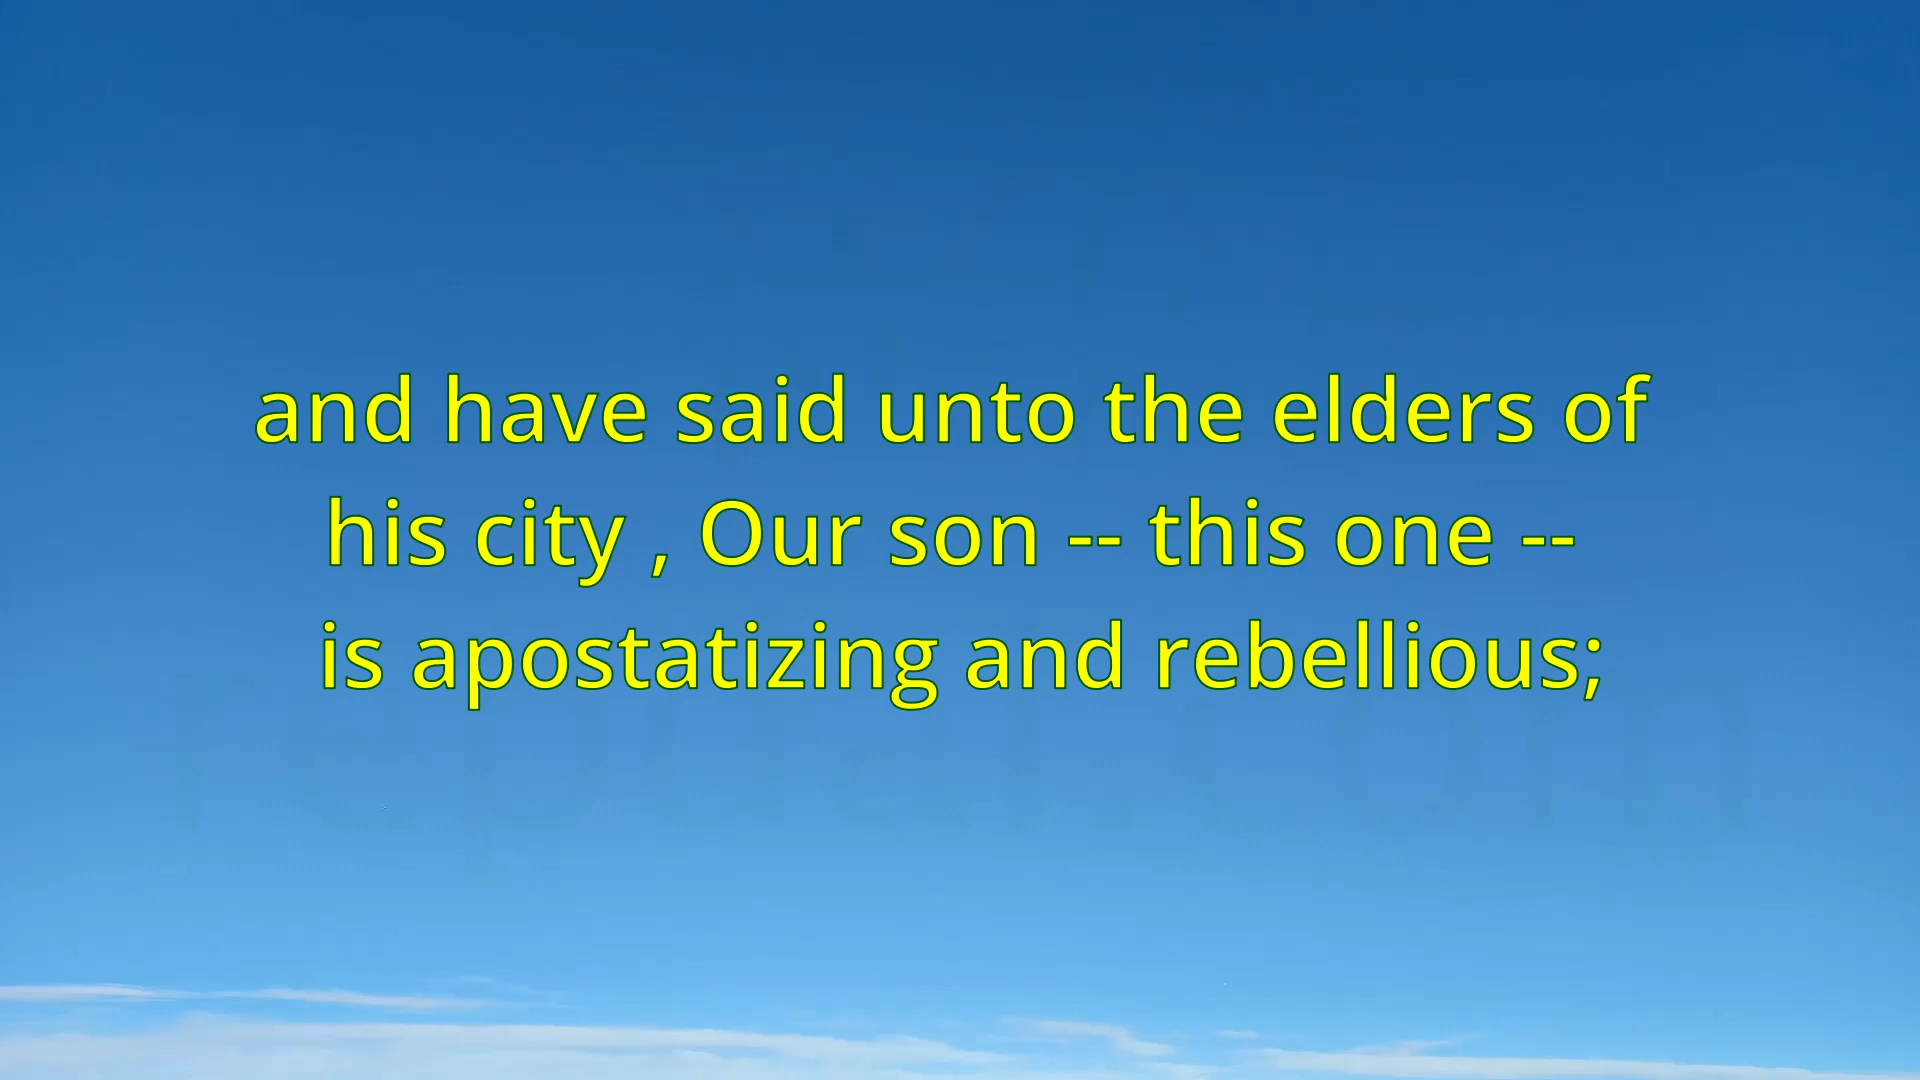 and have said unto the elders of
his city , Our son -- this one --
is apostatizing and rebellious;